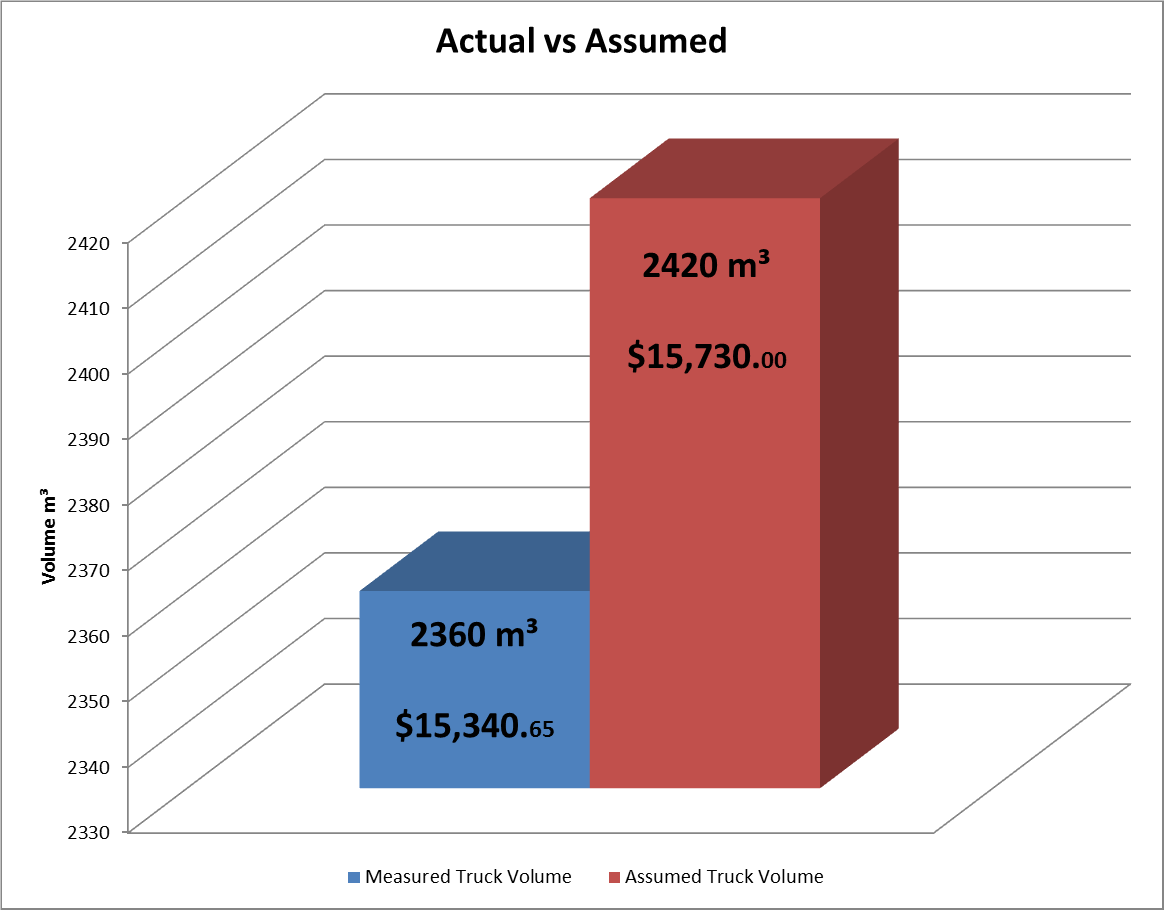 Actual vs Assumed
2420
2410
2400
2390
2380
2370
2360
2350
2340
2330
Volume m³
2360 m³
$15,340.65
2420 m³
$15,730.00
Measured Truck Volume
Assumed Truck Volume